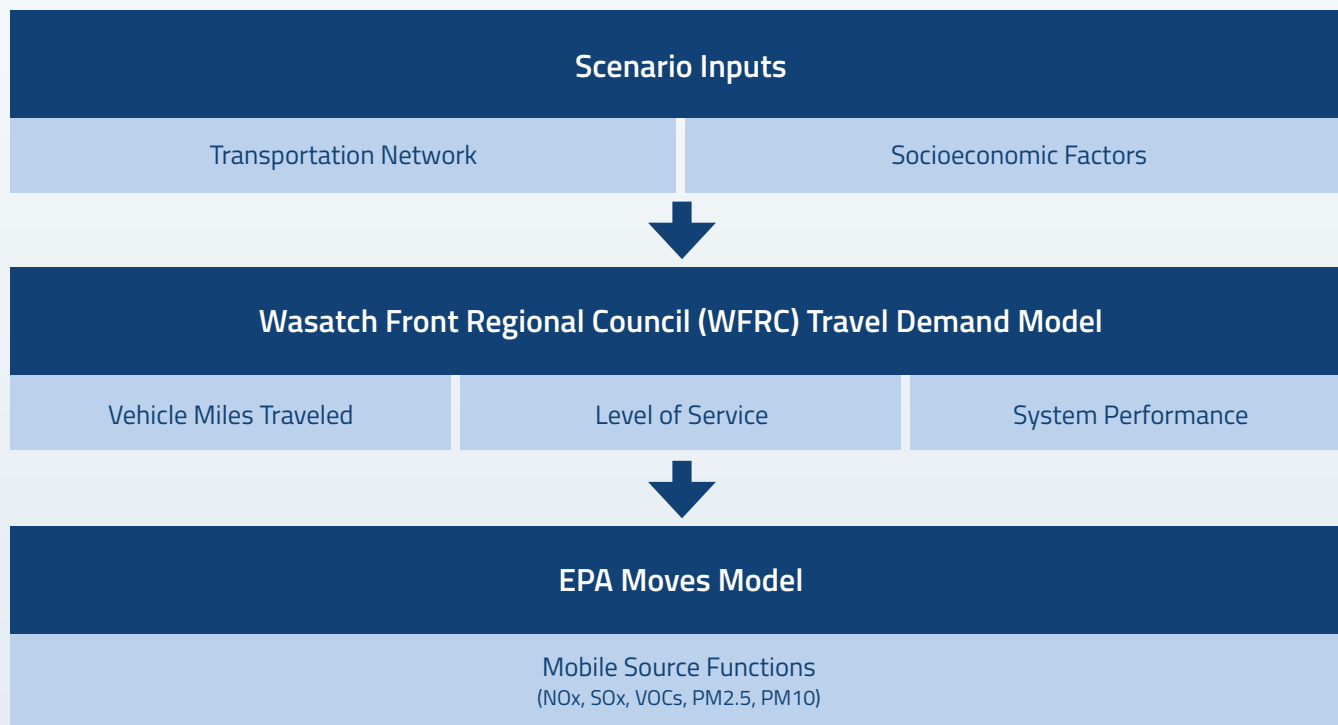 Scenario Inputs
Transportation Network
Socioeconomic Factors
Wasatch Front Regional Council (WFRC) Travel Demand Model
Vehicle Miles Traveled
Level of Service
System Performance
EPA Moves Model
Mobile Source Functions
(NOx, SOx, VOCs, PM2.5, PM10)